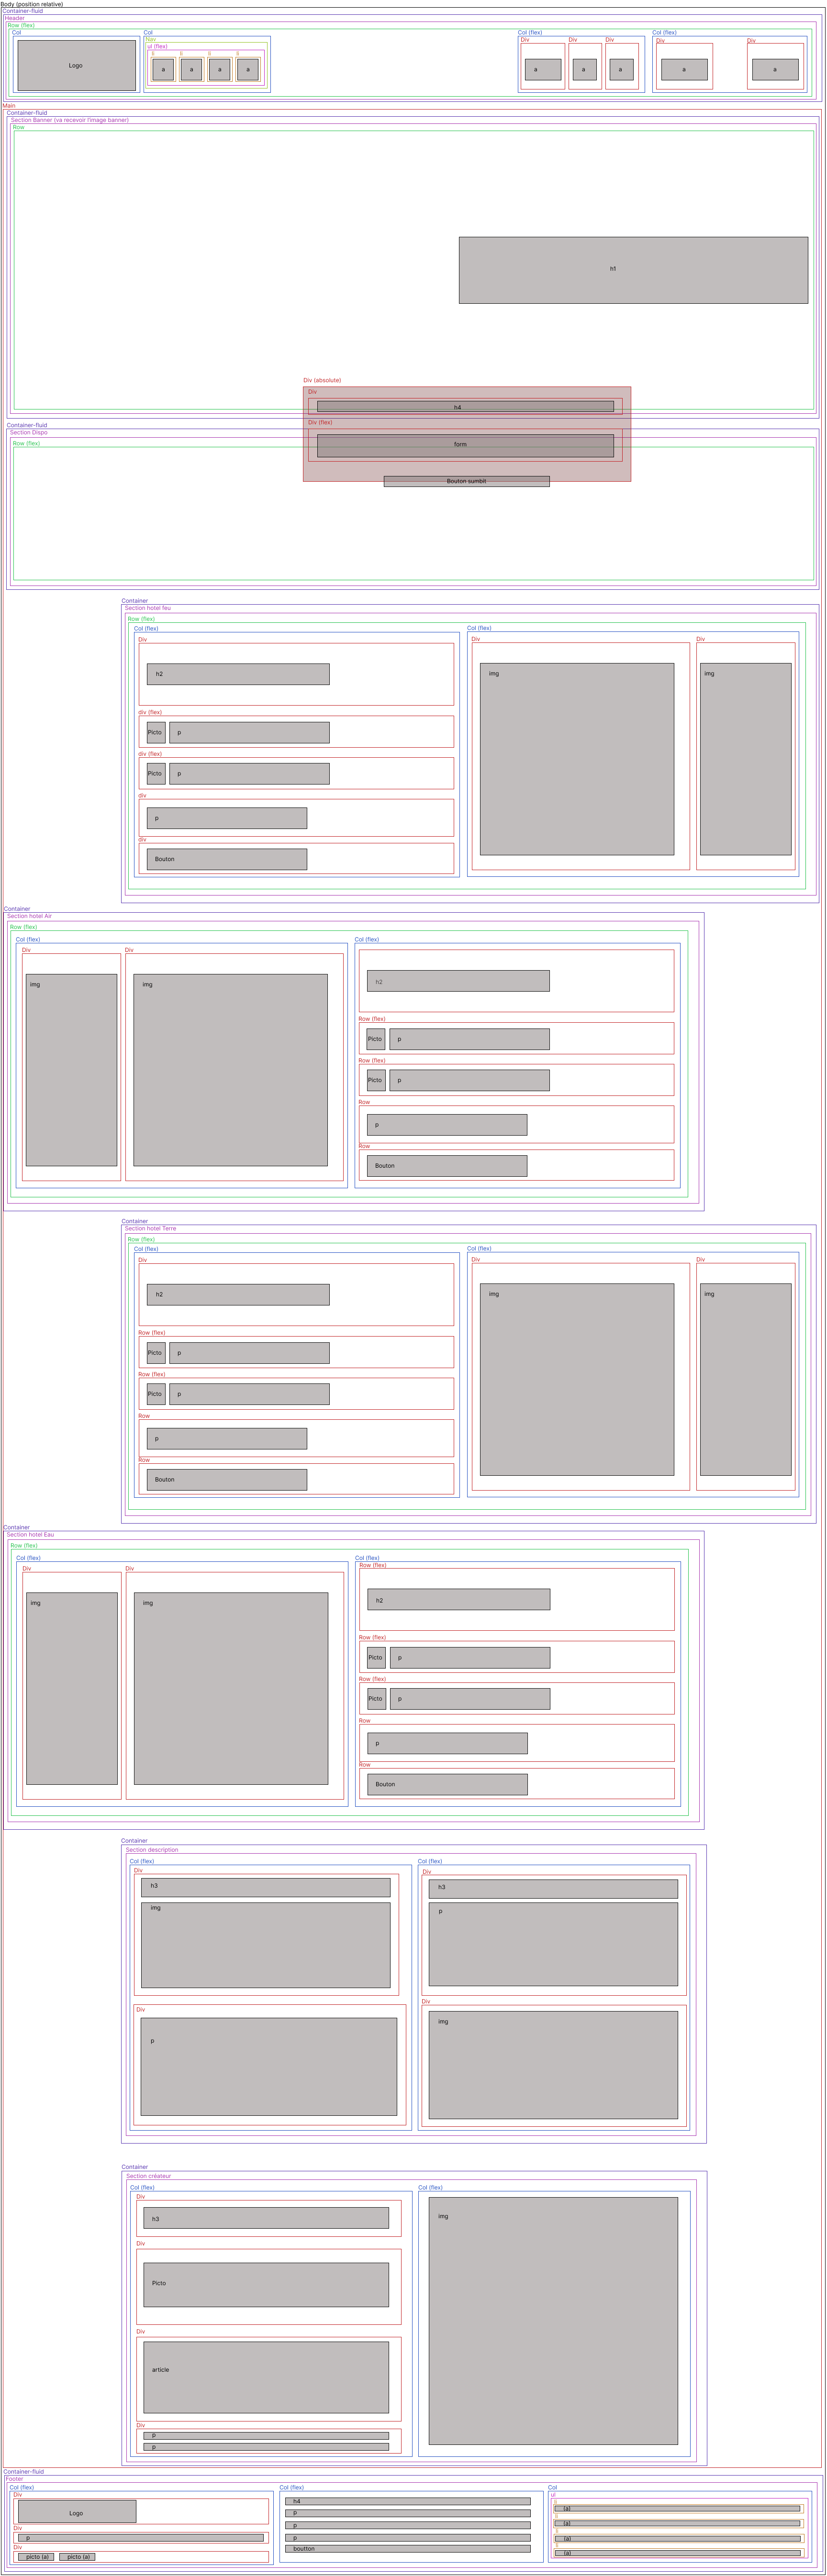 Body (position relative)
Container-fluid
Header
Row (flex)
Col
Col
Col (flex)
Col (flex)
Nav
ul (flex)
li
li
li
li
Div
Div
Div
Div
Div
Logo
a
a
a
a
a
a
a
a
a
Main
Container-fluid
Section Banner (va recevoir l'image banner)
Row
h1
Div (absolute)
Div
h4
Div (flex)
Container-fluid
Section Dispo
Row (flex)
form
Bouton sumbit
Container
Section hotel feu
Row (flex)
Col (flex)
Col (flex)
Div
Div
Div
h2
img
img
div (flex)
Picto
p
div (flex)
Picto
p
div
p
div
Bouton
Container
Section hotel Air
Row (flex)
Col (flex)
Col (flex)
Div
Div
img
img
h2
Row (flex)
Picto
p
Row (flex)
Picto
p
Row
p
Row
Bouton
Container
Section hotel Terre
Row (flex)
Col (flex)
Col (flex)
Div
Div
Div
h2
img
img
Row (flex)
Picto
p
Row (flex)
Picto
p
Row
p
Row
Bouton
Container
Section hotel Eau
Row (flex)
Col (flex)
Col (flex)
Div
Div
Row (flex)
img
img
h2
Row (flex)
Picto
p
Row (flex)
Picto
p
Row
p
Row
Bouton
Container
Section description
Col (flex)
Col (flex)
Div
Div
h3
h3
img
p
Div
Div
p
img
Container
Section créateur
Col (flex)
Col (flex)
Div
h3
img
Div
Picto
Div
article
Div
p
p
Container-fluid
Footer
Col (flex)
Col (flex)
Col
Div
ul
Logo
h4
p
p
p
boutton
li
(a)
li
(a)
li
(a)
li
(a)
Div
p
Div
picto (a)
picto (a)